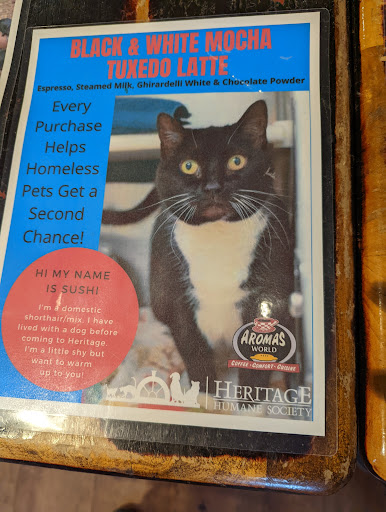 BLACK & WHITE MOCHA
TUXEDO LATTE
Espresso, Steamed Milk, Ghirardelli White & Chocolate Powder
Every
Purchase
Helps
Homeless
Pets Get a
Second
Chance!
HI MY NAME
IS SUSHI
I'm a domestic
shorthair/mix. I have
lived with a dog before
coming to Heritage.
I'm a little shy but
want to warm
up to you!
AROMAS
WORLD
COFFEE • COMFORT • CUISINE
HERITAGE
HUMANE SOCIETY